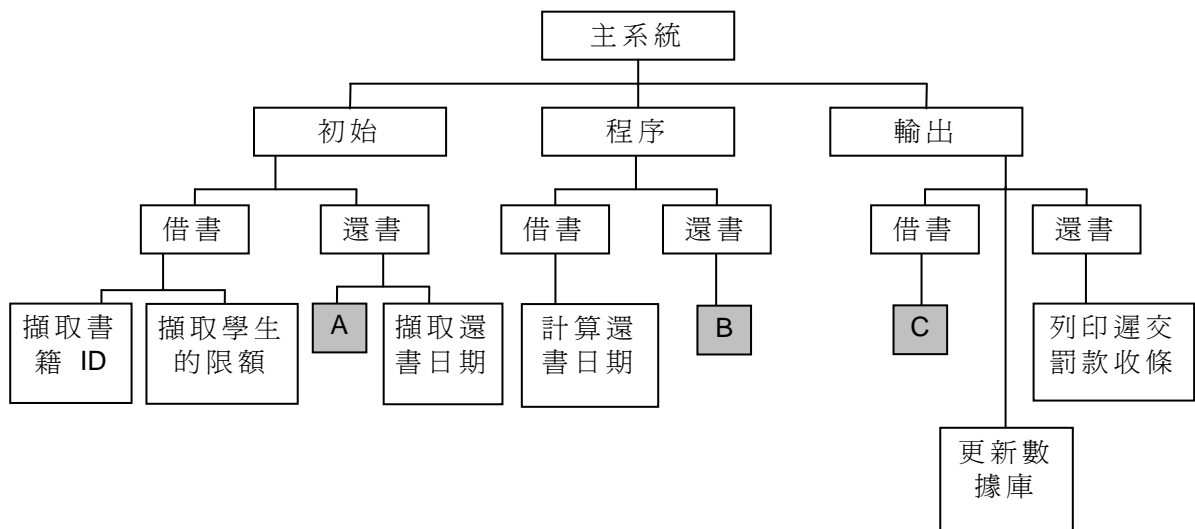 主系統
初始
程序
輸出
借書
還書
借書
還書
借書
還書
擷取書
籍 ID
擷取學生
的限額
A
擷取還
書日期
計算還
書日期
B
C
列印遲交
罰款收條
更新數
據庫